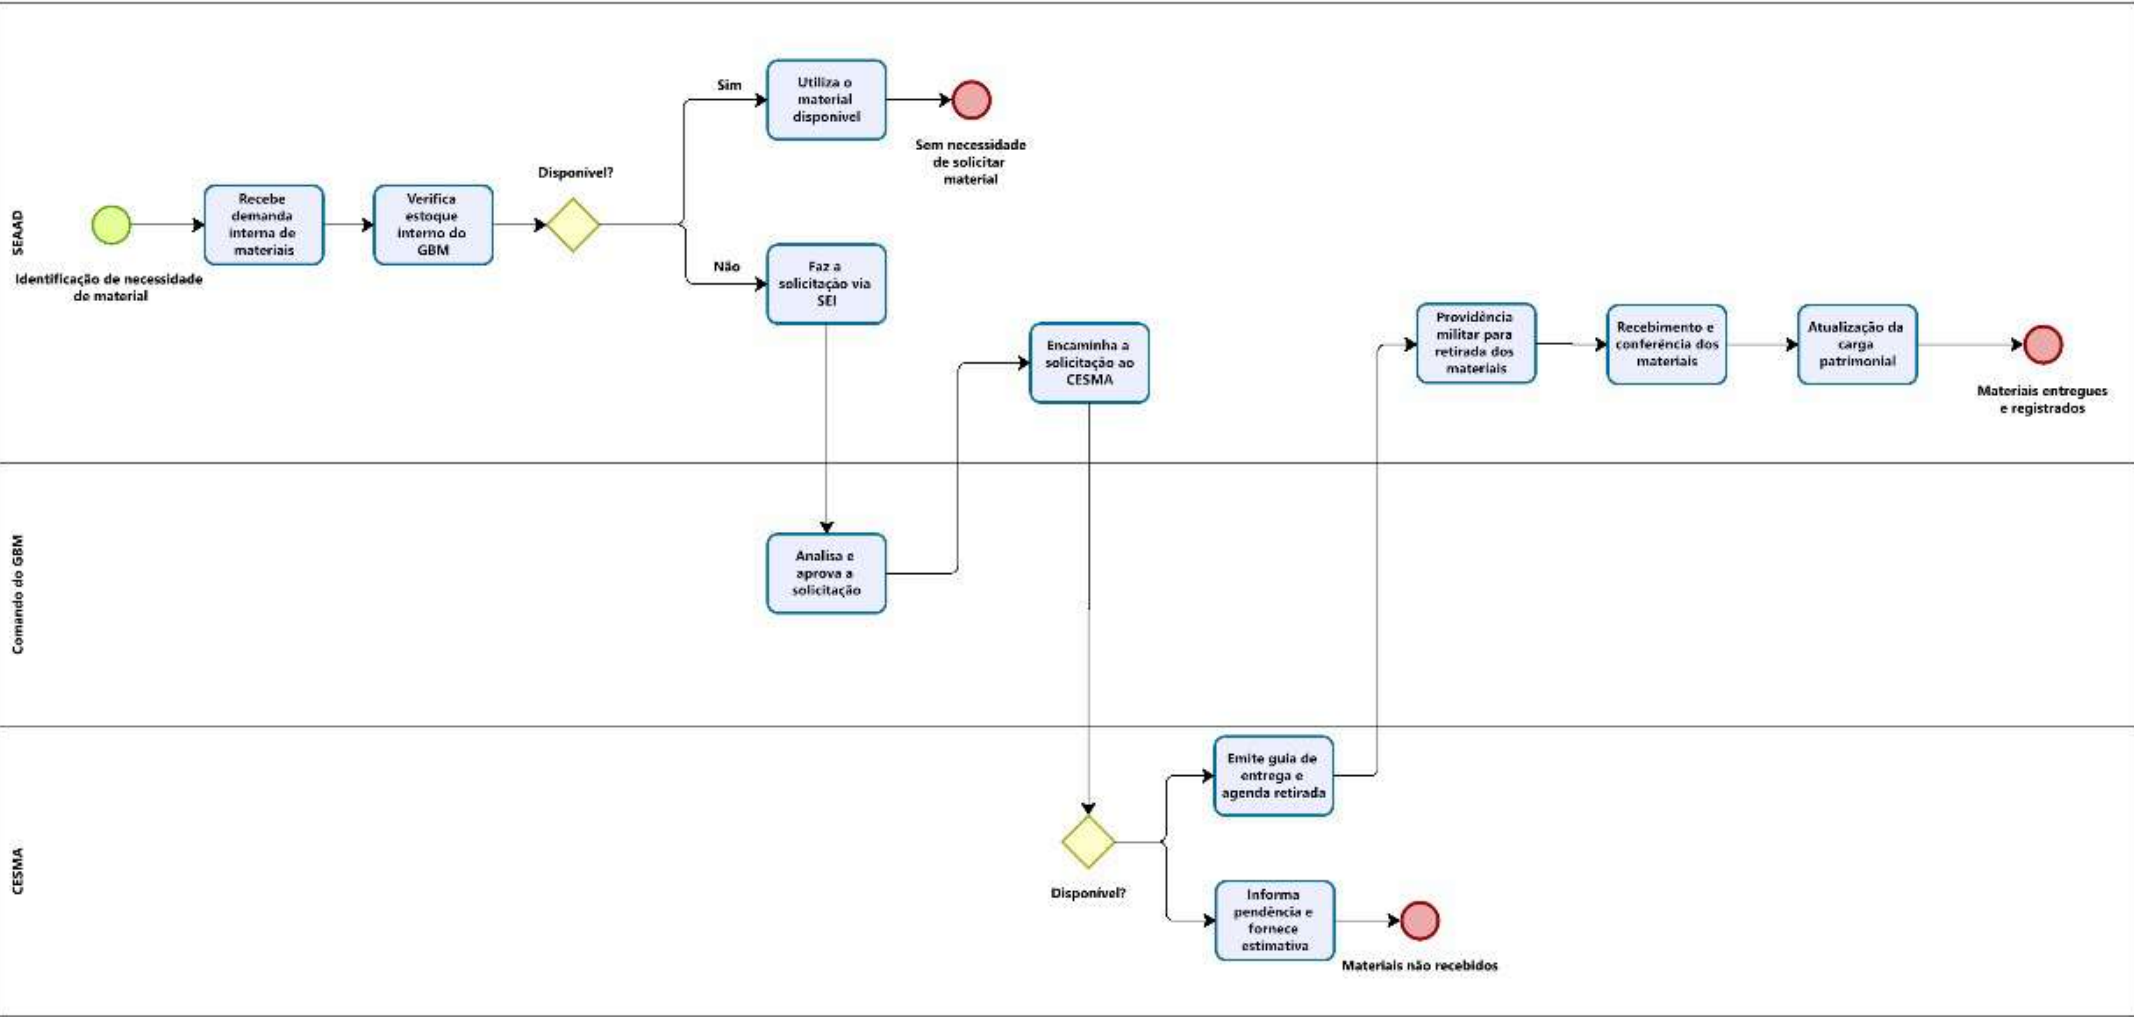 SEAAD
Identificação de necessidade
de material
Recebe
demanda
interna de
materiais
Verifica
estoque
interno do
GBM
Disponível?
Sim
Utiliza o
material
disponível
Sem necessidade
de solicitar
material
Não
Faz a
solicitação via
SEI
Encaminha a
solicitação ao
CESMA
Providência
militar para
retirada dos
materiais
Recebimento e
conferência dos
materiais
Atualização da
carga
patrimonial
Materiais entregues
e registrados
Comando do GBM
Analisa e
aprova a
solicitação
CESMA
Disponível?
Emite guia de
entrega e
agenda retirada
Informa
pendência e
fornece
estimativa
Materiais não recebidos